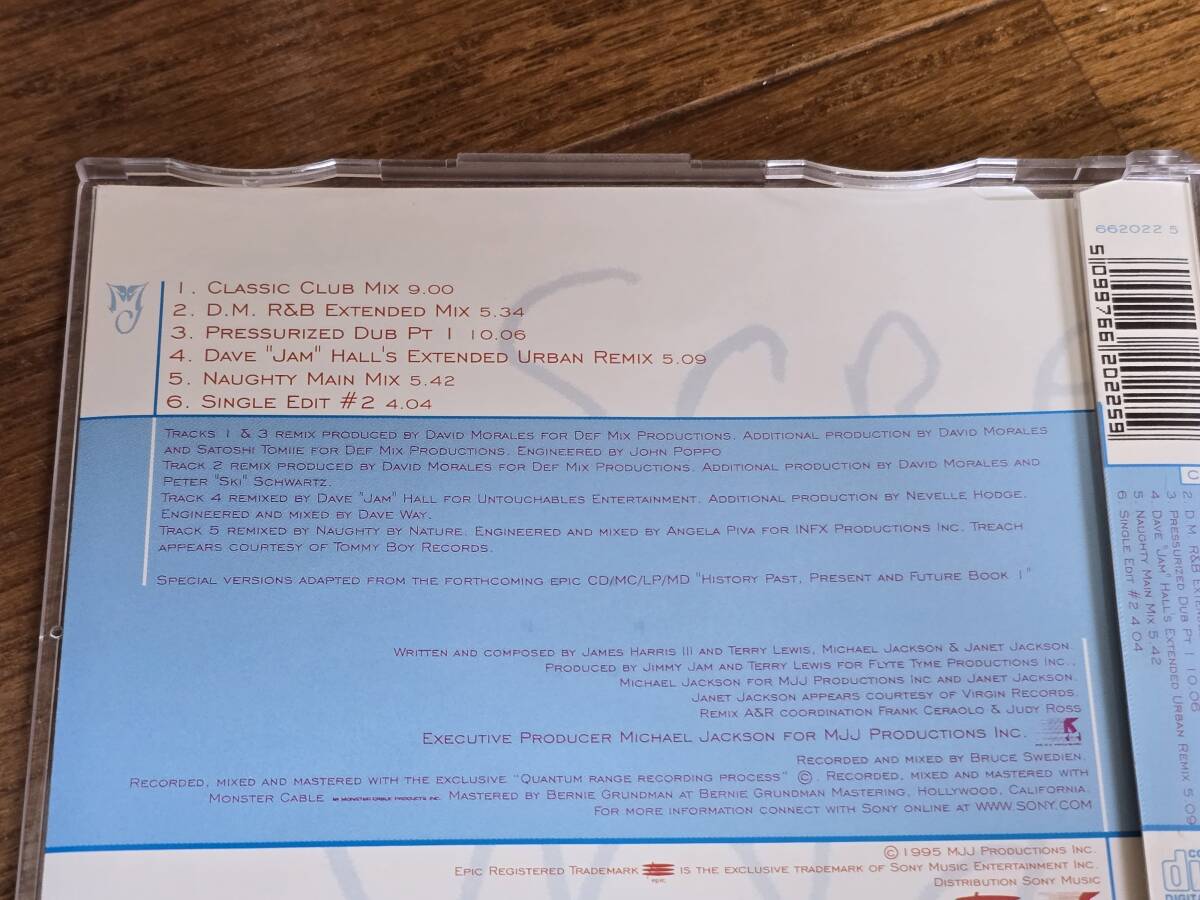 1. Classic Club Mix 9.00
2. D.M. R&B Extended Mix 5.34
3. Pressurized Dub Pt 1 10.06
4. Dave "Jam" Hall's Extended Urban Remix 5.09
5. Naughty Main Mix 5.42
6. Single Edit #2 4.04
Tracks 1 & 3 remix produced by David Morales for Def Mix Productions. Additional production by David Morales
and Satoshi Tomiie for Def Mix Productions. Engineered by John Poppo
Track 2 remix produced by David Morales for Def Mix Productions. Additional production by David Morales and
Peter "Ski" Schwartz.
Track 4 remixed by Dave "Jam" Hall for Untouchables Entertainment. Additional production by Nevelle Hodge.
Engineered and mixed by Dave Way.
Track 5 remixed by Naughty by Nature. Engineered and mixed by Angela Piva for INFX Productions Inc. Treach
appears courtesy of Tommy Boy Records.
Special versions adapted from the forthcoming epic CD/MC/LP/MD "History Past, Present and Future Book 1"
Written and composed by James Harris III and Terry Lewis, Michael Jackson & Janet Jackson.
Produced by Jimmy Jam and Terry Lewis for Flyte Tyme Productions Inc.,
Michael Jackson for MJJ Productions Inc and Janet Jackson.
Janet Jackson appears courtesy of Virgin Records.
Remix A&R coordination Frank Ceraolo & Judy Ross
Executive Producer Michael Jackson for MJJ Productions Inc.
Recorded and mixed by Bruce Swedien.
Recorded, mixed and mastered with the exclusive "Quantum range recording process" ©. Recorded, mixed and mastered with
Monster Cable Mastered by Bernie Grundman at Bernie Grundman Mastering, Hollywood, California.
For more information connect with Sony online at WWW.SONY.COM
© 1995 MJJ Productions Inc.
Epic Registered Trademark epic is the exclusive trademark of Sony Music Entertainment Inc.
Distribution Sony Music
662022 5
5 099766 202259
2 D.M. R&B Exten
3 Pressurized Dub Pt 1 10.06
4 Dave "Jam" Hall's Extended Urban Remix 5.09
5 Naughty Main Mix 5.42
6 Single Edit #2 4.04